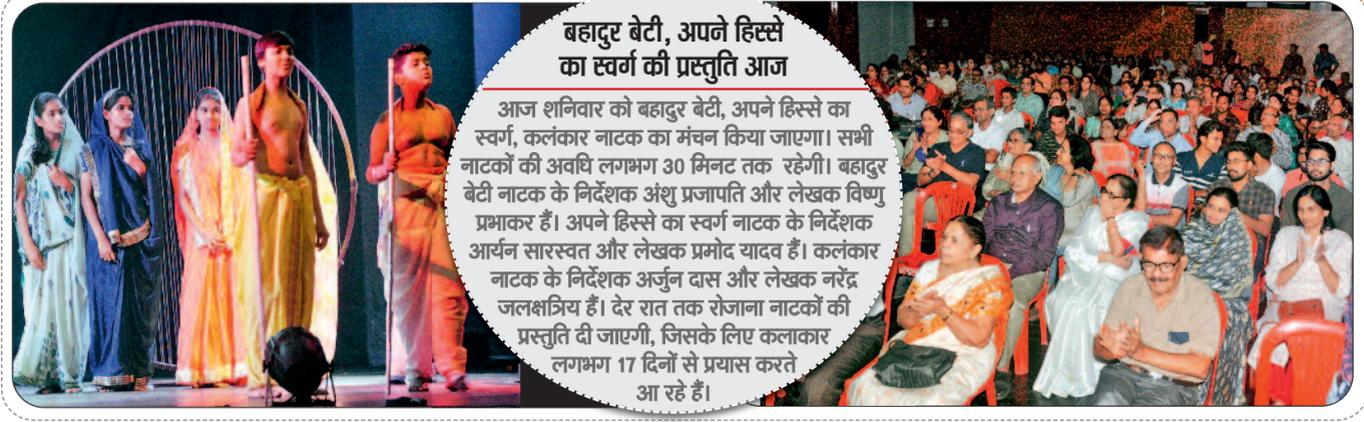 बहादुर बेटी, अपने हिस्से
का स्वर्ग की प्रस्तुति आज
आज शनिवार को बहादुर बेटी, अपने हिस्से का
स्वर्ग, कलंकार नाटक का मंचन किया जाएगा। सभी
नाटकों की अवधि लगभग 30 मिनट तक रहेगी। बहादुर
बेटी नाटक के निर्देशक अंशु प्रजापति और लेखक विष्णु
प्रभाकर हैं। अपने हिस्से का स्वर्ग नाटक के निर्देशक
आर्यन सारस्वत और लेखक प्रमोद यादव हैं। कलंकार
नाटक के निर्देशक अर्जुन दास और लेखक नरेंद्र
जलक्षत्रिय हैं। देर रात तक रोजाना नाटकों की
प्रस्तुति दी जाएगी, जिसके लिए कलाकार
लगभग 17 दिनों से प्रयास करते
आ रहे हैं।